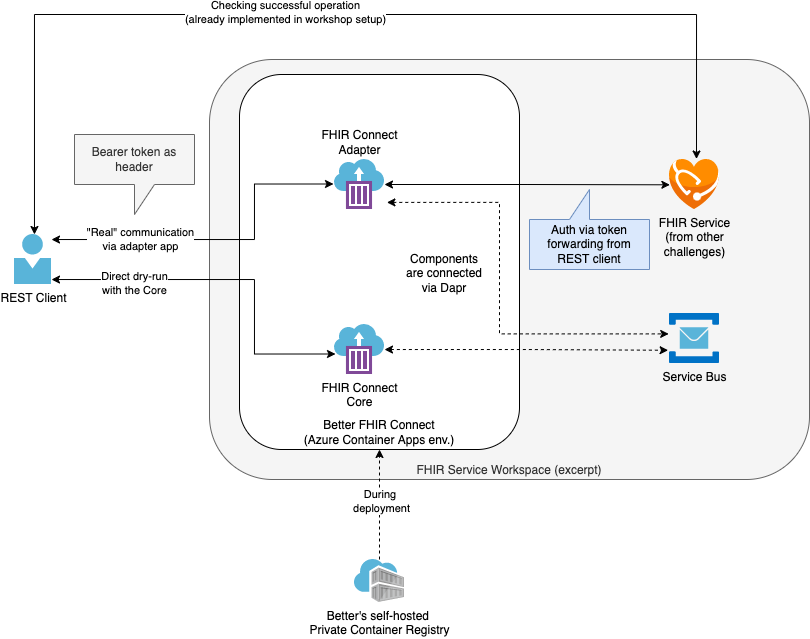 Checking successful operation
(already implemented in workshop setup)
FHIR Connect
Adapter
Bearer token as
header
"Real" communication
via adapter app
Direct dry-run
with the Core
REST Client
Components
are connected
via Dapr
Auth via token
forwarding from
REST client
FHIR Service
(from other
challenges)
Service Bus
FHIR Connect
Core
Better FHIR Connect
(Azure Container Apps env.)
FHIR Service Workspace (excerpt)
During
deployment
Better's self-hosted
Private Container Registry